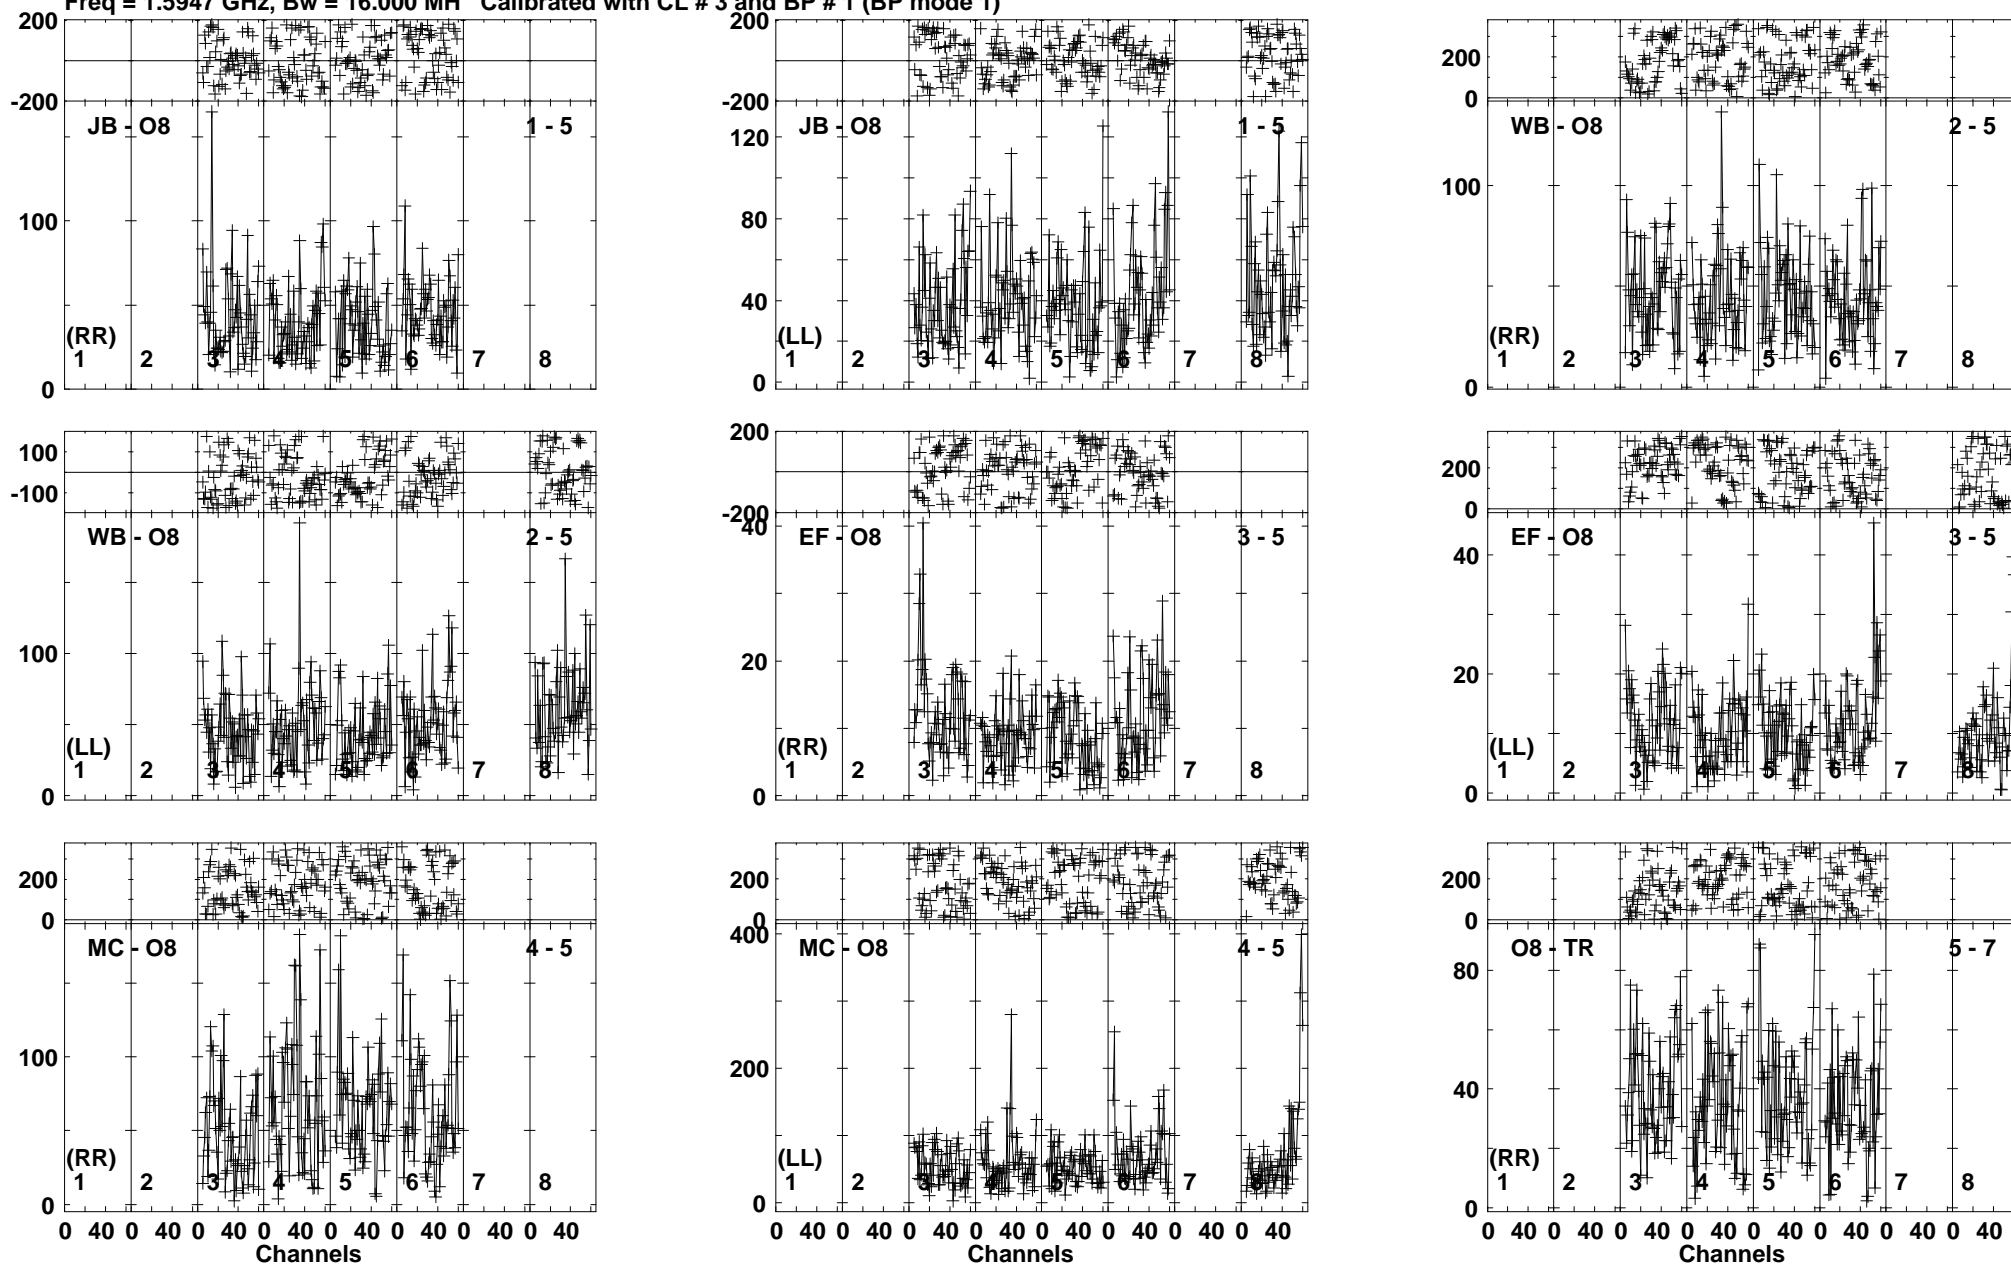 Freq = 1.5947 GHz, Bw = 16.000 MH Calibrated with CL # 3 and BP # 1 (BP mode 1)
200
-200
JB - O8 1 - 5
100
0
(RR)
1 2 3 4 5 6 7 8
200
-200
JB - O8 1 - 5
120
80
40
0
(LL)
1 2 3 4 5 6 7 8
200
0
WB - O8 2 - 5
100
0
(RR)
1 2 3 4 5 6 7 8
100
-100
WB - O8 2 - 5
100
0
(LL)
1 2 3 4 5 6 7 8
200
-200
EF - O8 3 - 5
40
20
0
(RR)
1 2 3 4 5 6 7 8
200
0
EF - O8 3 - 5
40
20
0
(LL)
1 2 3 4 5 6 7 8
200
0
MC - O8 4 - 5
100
0
(RR)
1 2 3 4 5 6 7 8
0 40 0 40 0 40 0 40 0 40 0 40 0 40 0 40
Channels
200
0
MC - O8 4 - 5
400
200
0
(LL)
1 2 3 4 5 6 7 8
0 40 0 40 0 40 0 40 0 40 0 40 0 40 0 40
Channels
200
0
O8 - TR 5 - 7
80
40
0
(RR)
1 2 3 4 5 6 7 8
0 40 0 40 0 40 0 40 0 40 0 40 0 40 0 40
Channels